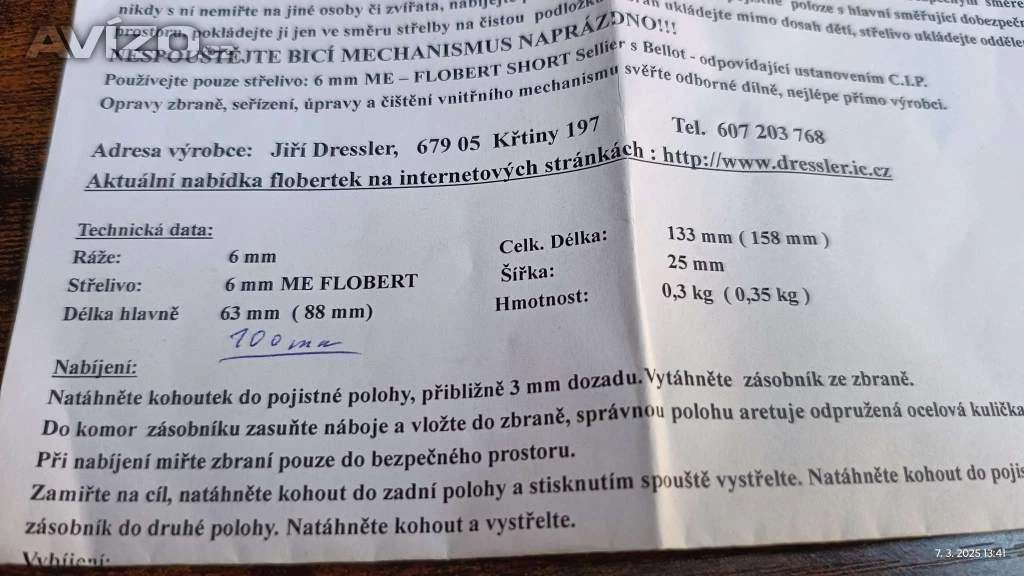 nikdy s ní nemiřte na jiné osoby či zvířata, nabíjejte poloze s hlavní směřující do bezpečn
prostoru, pokládejte ji jen ve směru střelby na čistou podložku ukládejte mimo dosah dětí, střelivo ukládejte odděle
AVÍZO.cz
NESPOUŠTĚJTE BICÍ MECHANISMUS NAPRÁZDNO!!!
Používejte pouze střelivo: 6 mm ME – FLOBERT SHORT Sellier s Bellot - odpovídající ustanovením C.I.P.
Opravy zbraně, seřízení, úpravy a čištění vnitřního mechanismu svěřte odborné dílně, nejlépe přímo výrobci.
Adresa výrobce: Jiří Dressler, 679 05 Křtiny 197 Tel. 607 203 768
Aktuální nabídka flobertek na internetových stránkách : http://www.dressler.ic.cz
Technická data:
Ráže: 6 mm Celk. Délka: 133 mm ( 158 mm )
Střelivo: 6 mm ME FLOBERT Šířka: 25 mm
Délka hlavně 63 mm ( 88 mm) Hmotnost: 0,3 kg ( 0,35 kg )
100 mm
Nabíjení:
Natáhněte kohoutek do pojistné polohy, přibližně 3 mm dozadu. Vytáhněte zásobník ze zbraně.
Do komor zásobníku zasuňte náboje a vložte do zbraně, správnou polohu aretuje odpružená ocelová kulička
Při nabíjení miřte zbraní pouze do bezpečného prostoru.
Zamiřte na cíl, natáhněte kohout do zadní polohy a stisknutím spouště vystřelte. Natáhněte kohout do pojis
zásobník do druhé polohy. Natáhněte kohout a vystřelte.
Vybíjení:
7. 3. 2025 13:41